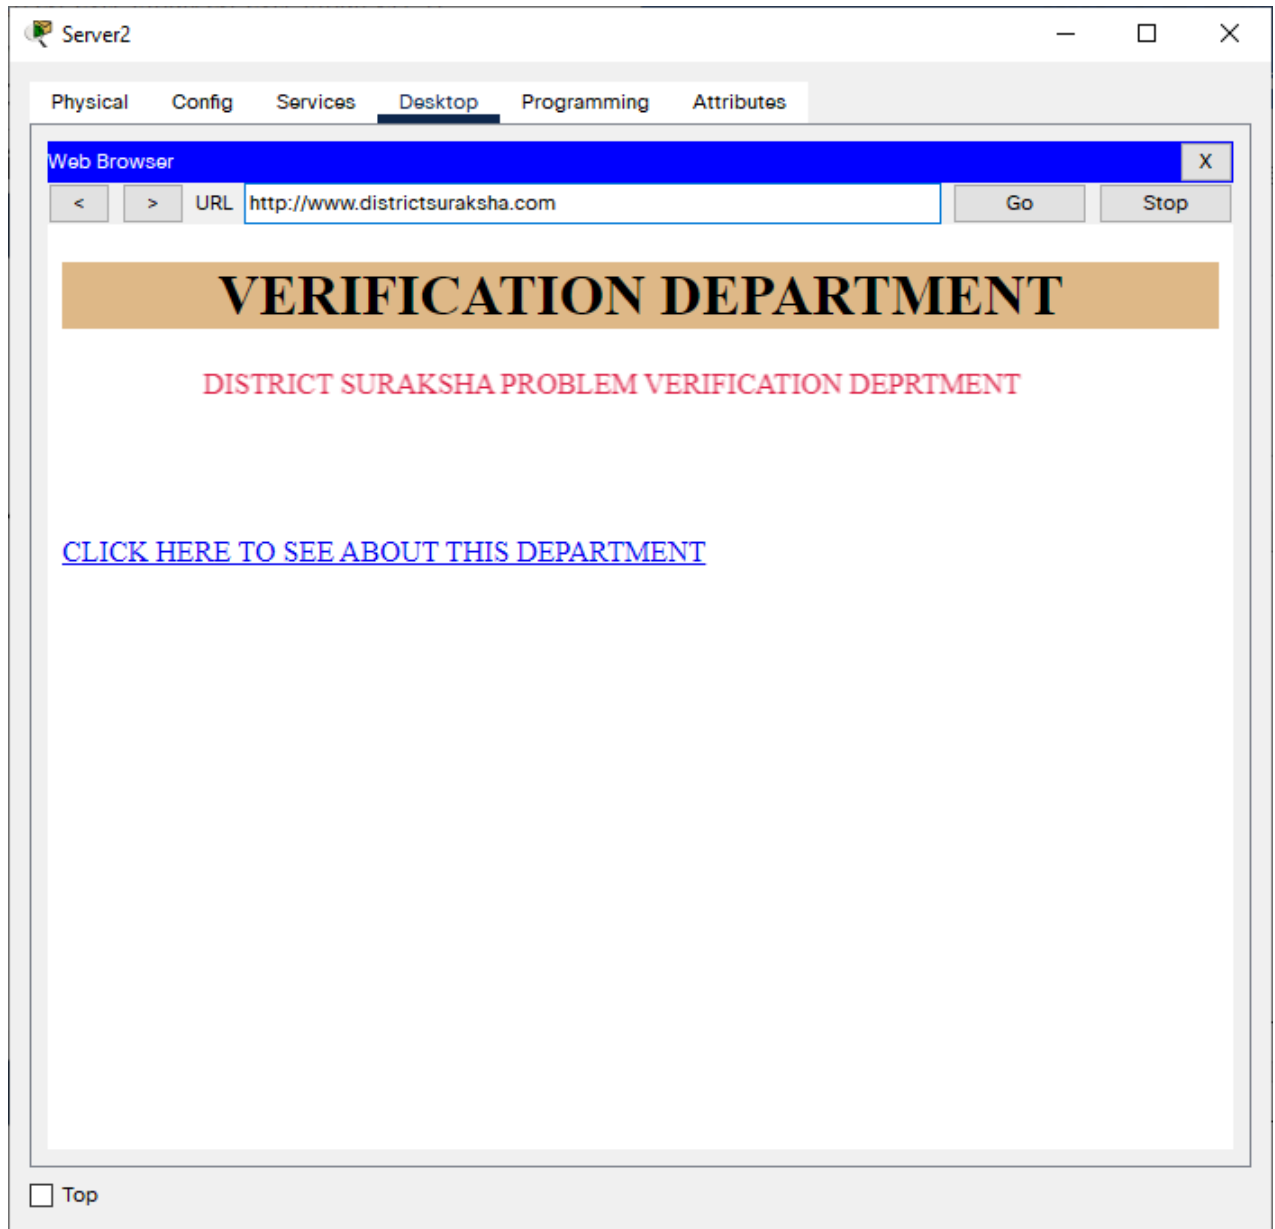 Server2
Physical Config Services Desktop Programming Attributes
Web Browser X
< > URL http://www.districtsuraksha.com Go Stop
VERIFICATION DEPARTMENT
DISTRICT SURAKSHA PROBLEM VERIFICATION DEPRTMENT
CLICK HERE TO SEE ABOUT THIS DEPARTMENT
Top